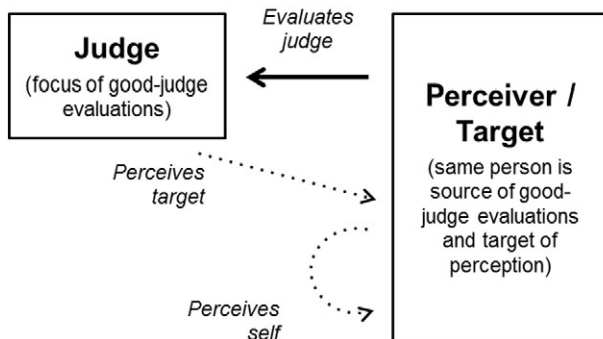 Judge
(focus of good-judge
evaluations)
Evaluates
judge
Perceiver /
Target
(same person is
source of good-
judge evaluations
and target of
perception)
Perceives
target
Perceives
self